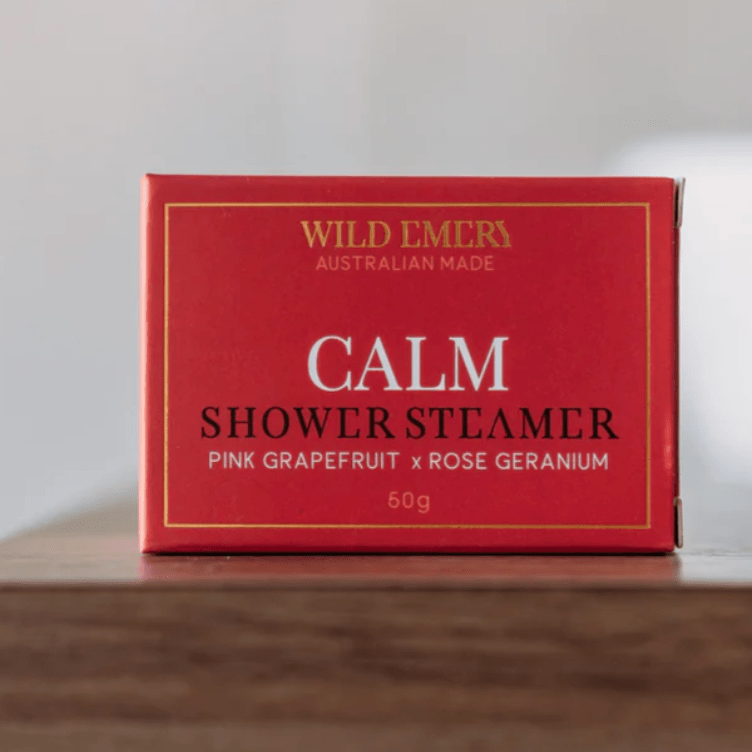 WILD EMERY
AUSTRALIAN MADE
CALM
SHOWER STEAMER
PINK GRAPEFRUIT x ROSE GERANIUM
50g